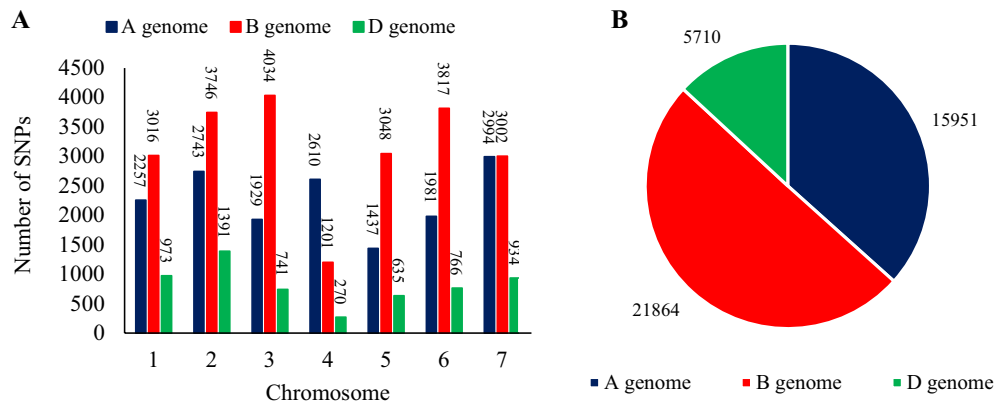 A
A genome B genome D genome
Number of SNPs
4500
4000
3500
3000
2500
2000
1500
1000
500
0
2257 3016 973
2743 3746 1391
1929 4034 741
2610 1201 270
1437 3048 635
1981 3817 766
2994 3002 934
1 2 3 4 5 6 7
Chromosome
B
5710
15951
21864
A genome B genome D genome